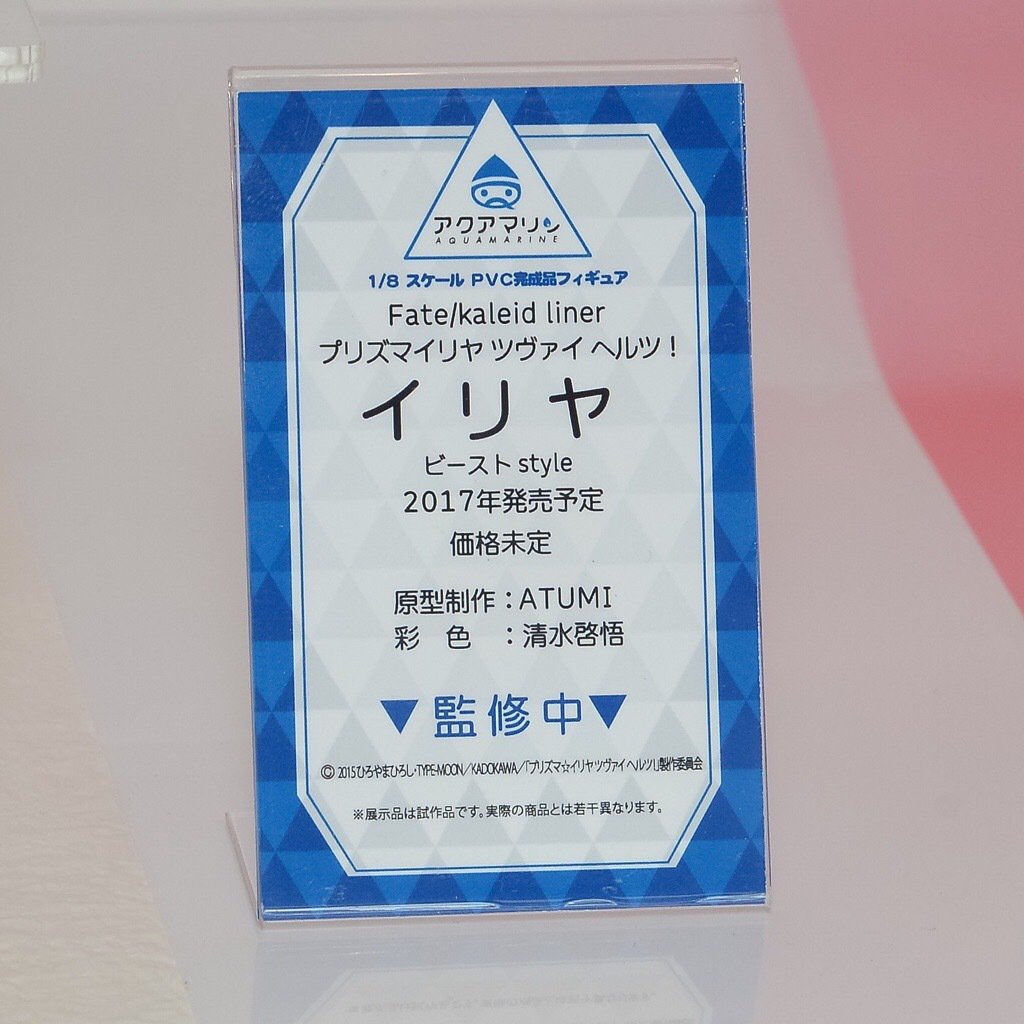 アクアマリン
AQUAMARINE
1/8 スケール PVC完成品フィギュア
Fate/kaleid liner
プリズマイリヤ ツヴァイ ヘルツ！
イリヤ
ビースト style
2017年発売予定
価格未定
原型制作：ATUMI
彩　色　：清水啓悟
▼監修中▼
© 2015 ひろやまひろし・TYPE-MOON／KADOKAWA／「プリズマ☆イリヤ ツヴァイ ヘルツ！」製作委員会
※展示品は試作品です。実際の商品とは若干異なります。